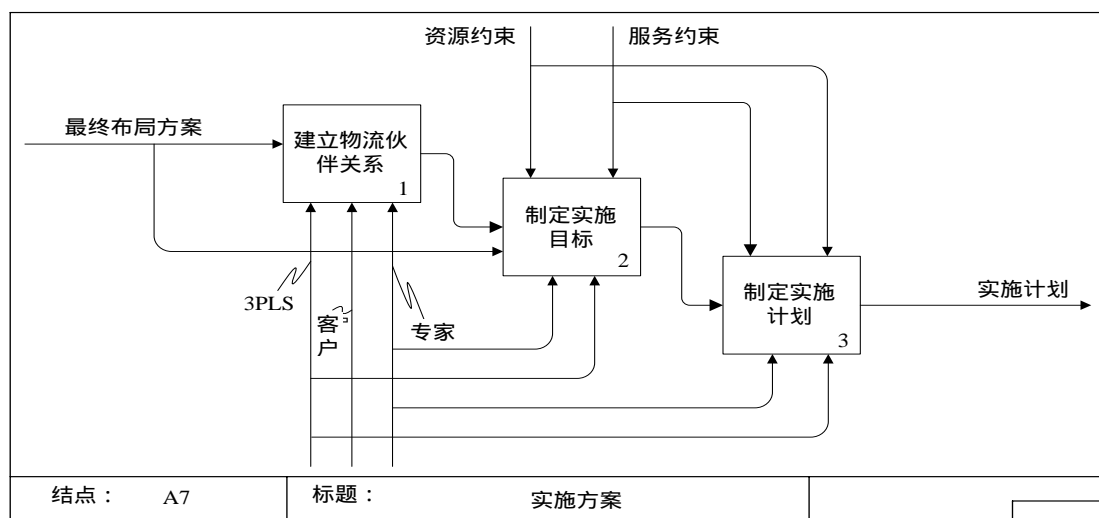 资源约束
服务约束
最终布局方案
建立物流伙
伴关系
1
制定实施
目标
2
制定实施
计划
3
实施计划
3PLS
客户
专家
结点： A7
标题： 实施方案